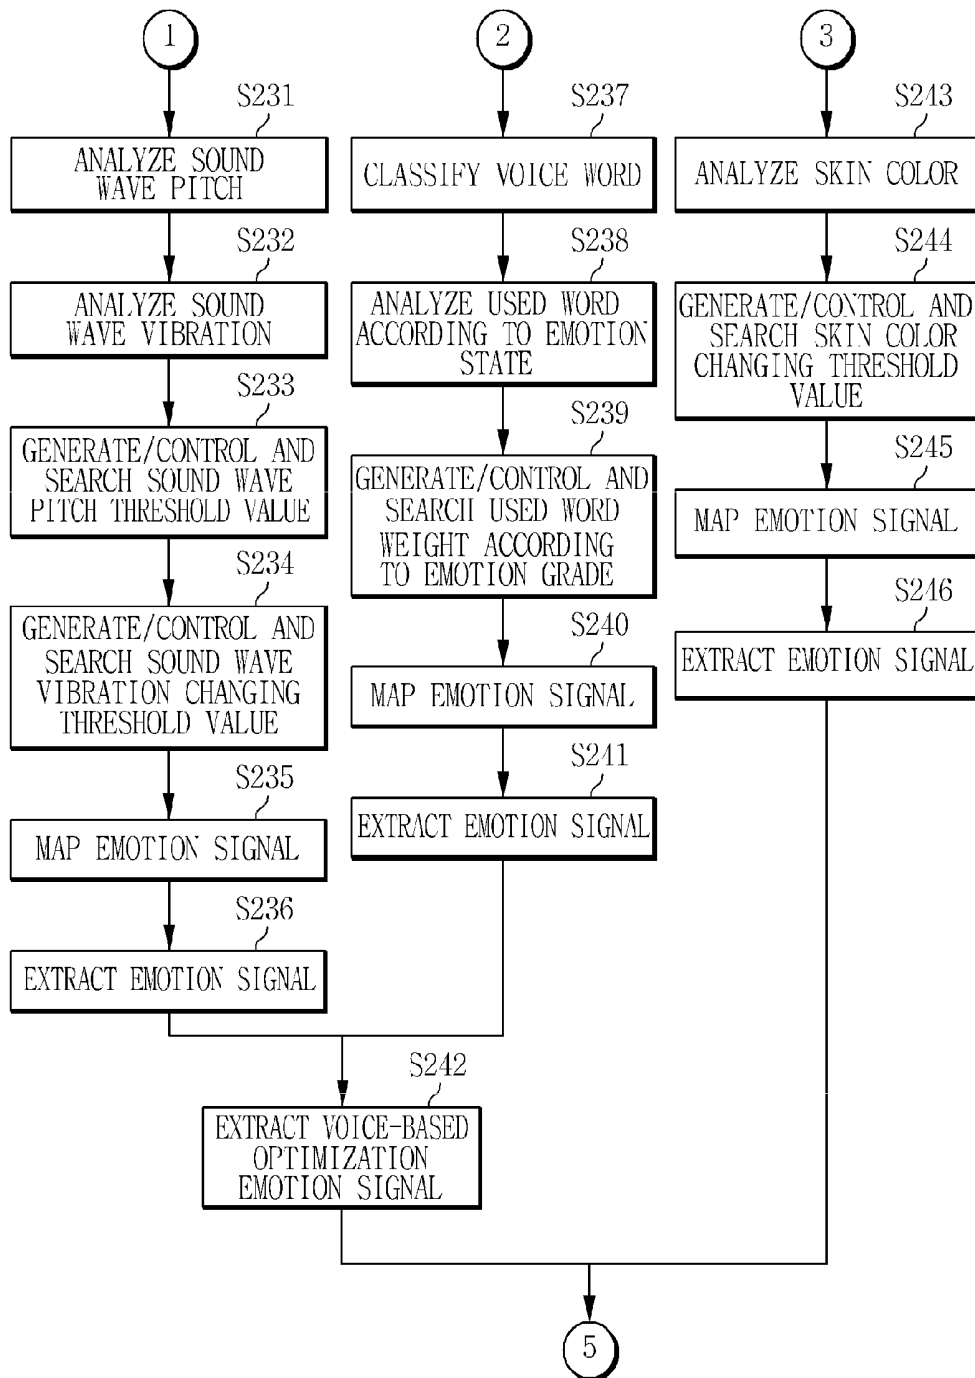 1
S231
ANALYZE SOUND
WAVE PITCH
S232
ANALYZE SOUND
WAVE VIBRATION
S233
GENERATE/CONTROL AND
SEARCH SOUND WAVE
PITCH THRESHOLD VALUE
S234
GENERATE/CONTROL AND
SEARCH SOUND WAVE
VIBRATION CHANGING
THRESHOLD VALUE
S235
MAP EMOTION SIGNAL
S236
EXTRACT EMOTION SIGNAL
2
S237
CLASSIFY VOICE WORD
S238
ANALYZE USED WORD
ACCORDING TO EMOTION
STATE
S239
GENERATE/CONTROL AND
SEARCH USED WORD
WEIGHT ACCORDING
TO EMOTION GRADE
S240
MAP EMOTION SIGNAL
S241
EXTRACT EMOTION SIGNAL
S242
EXTRACT VOICE-BASED
OPTIMIZATION
EMOTION SIGNAL
3
S243
ANALYZE SKIN COLOR
S244
GENERATE/CONTROL AND
SEARCH SKIN COLOR
CHANGING THRESHOLD
VALUE
S245
MAP EMOTION SIGNAL
S246
EXTRACT EMOTION SIGNAL
5